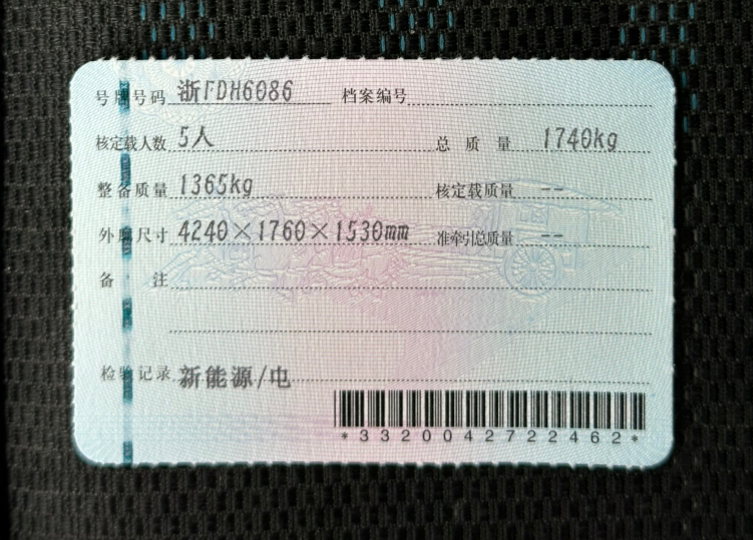 号牌号码 浙FDH6086 档案编号
核定载人数 5人 总质量 1740kg
整备质量 1365kg 核定载质量 --
外廓尺寸 4240×1760×1530mm 准牵引总质量 --
备注
检验记录 新能源/电
*3320042722462*